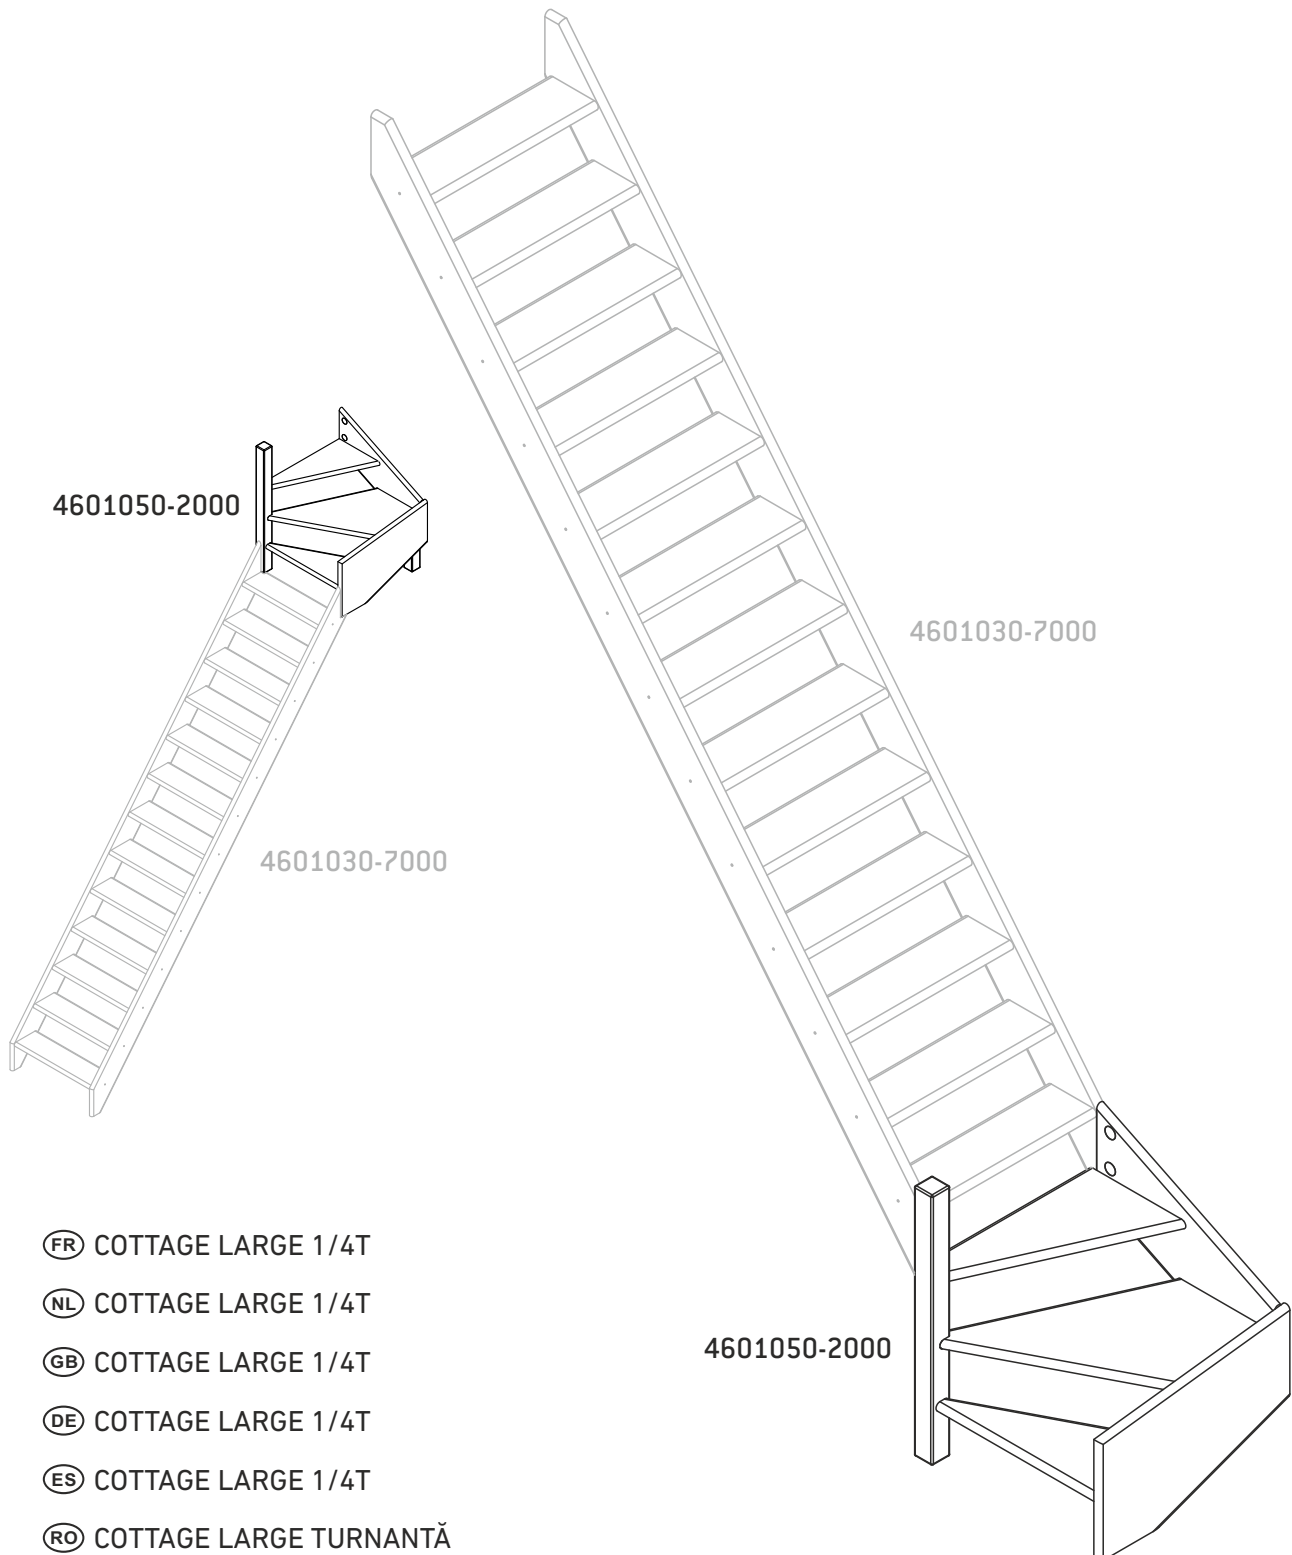 4601050-2000
4601030-7000
4601030-7000
FR COTTAGE LARGE 1/4T
NL COTTAGE LARGE 1/4T
GB COTTAGE LARGE 1/4T
4601050-2000
DE COTTAGE LARGE 1/4T
ES COTTAGE LARGE 1/4T
RO COTTAGE LARGE TURNANTĂ